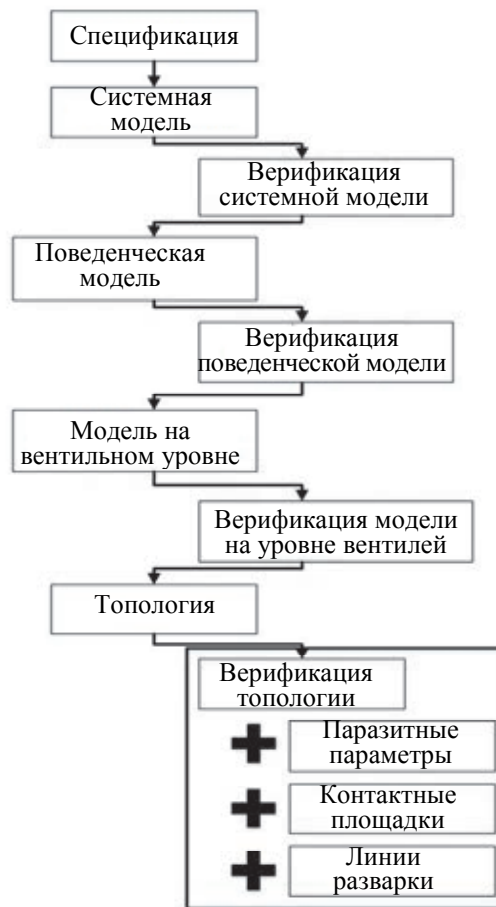 Спецификация
Системная
модель
Верификация
системной модели
Поведенческая
модель
Верификация
поведенческой модели
Модель на
вентильном уровне
Верификация модели
на уровне вентилей
Топология
Верификация
топологии
Паразитные
параметры
Контактные
площадки
Линии
разварки